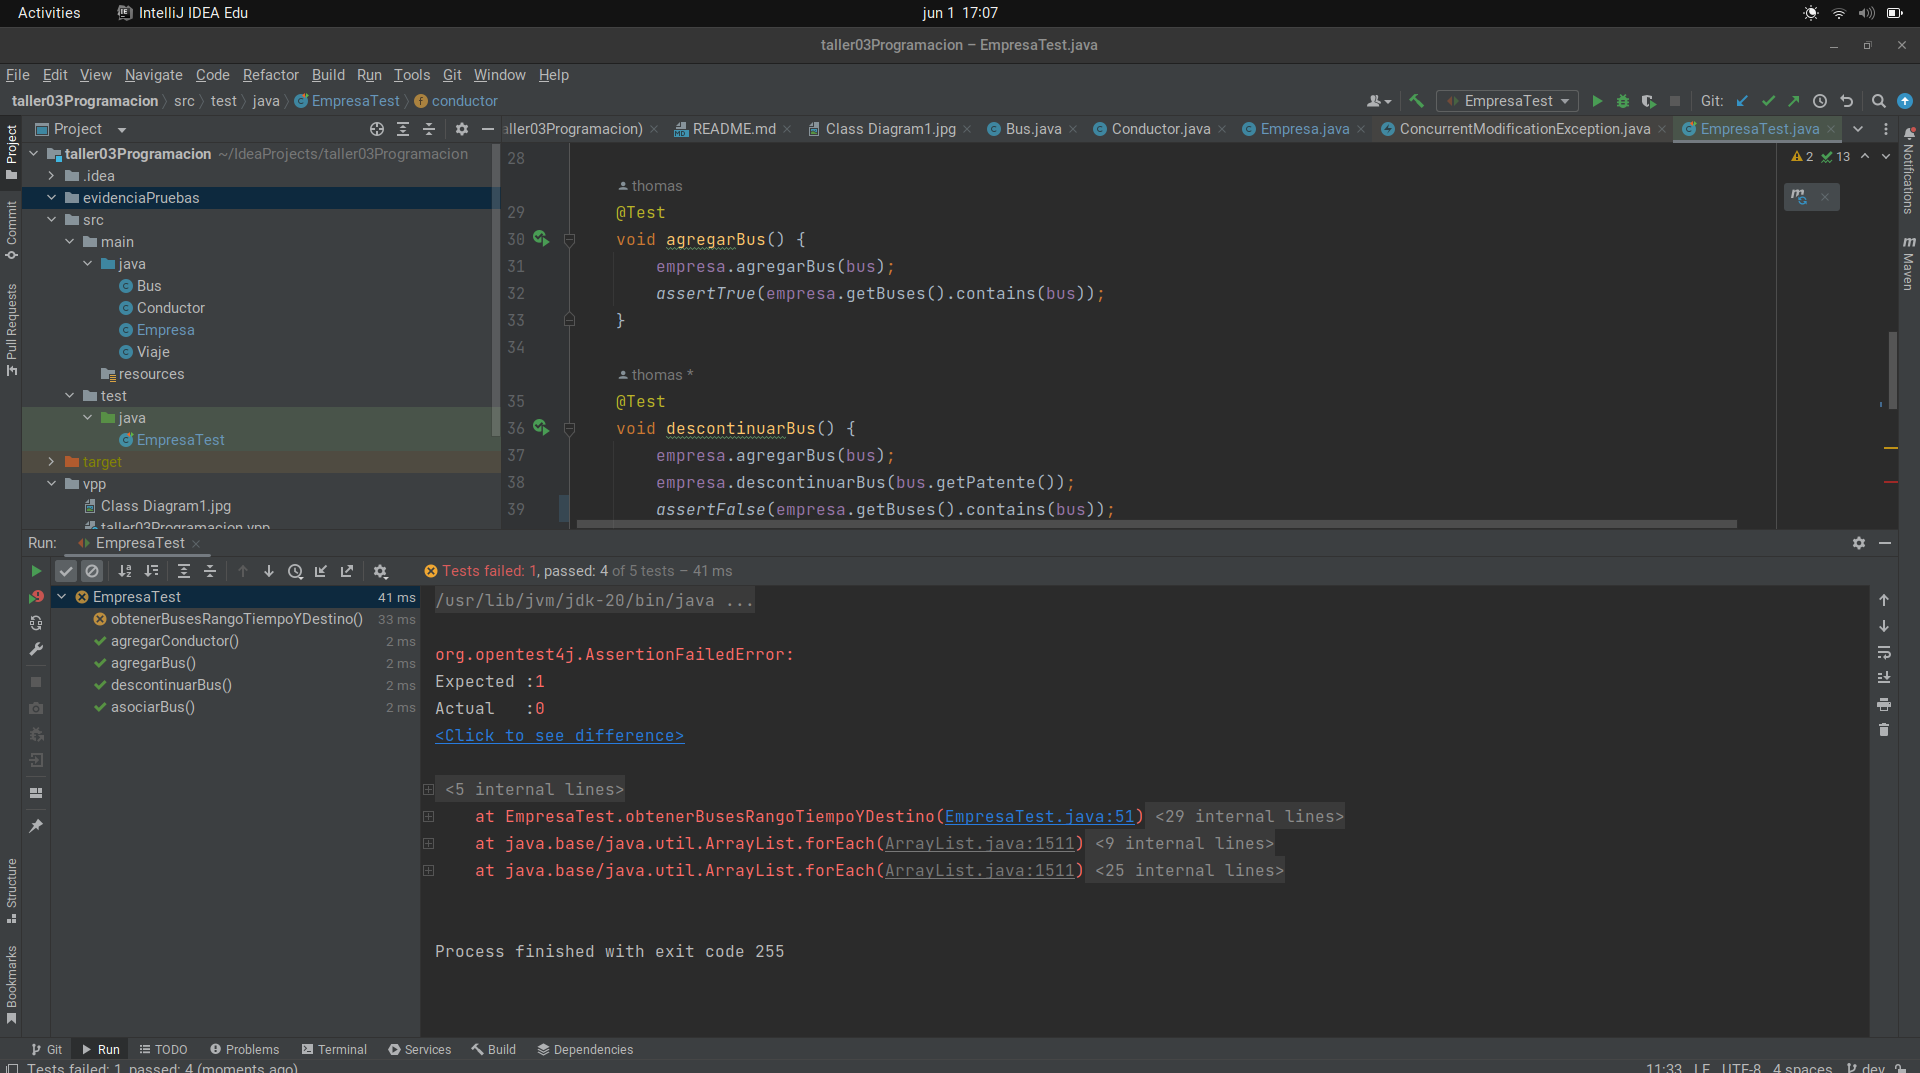 Activities IntelliJ IDEA Edu jun 1 17:07
taller03Programacion – EmpresaTest.java
File Edit View Navigate Code Refactor Build Run Tools Git Window Help
taller03Programacion src test java EmpresaTest conductor EmpresaTest Git:
Project
aller03Programacion) README.md Class Diagram1.jpg Bus.java Conductor.java Empresa.java ConcurrentModificationException.java EmpresaTest.java
taller03Programacion ~/IdeaProjects/taller03Programacion
.idea
evidenciaPruebas
src
main
java
Bus
Conductor
Empresa
Viaje
resources
test
java
EmpresaTest
target
vpp
Class Diagram1.jpg
taller03Programacion.vpp
2 13
28
thomas
29 @Test
30 void agregarBus() {
31 empresa.agregarBus(bus);
32 assertTrue(empresa.getBuses().contains(bus));
33 }
34
thomas *
35 @Test
36 void descontinuarBus() {
37 empresa.agregarBus(bus);
38 empresa.descontinuarBus(bus.getPatente());
39 assertFalse(empresa.getBuses().contains(bus));
Project
Commit
Pull Requests
Structure
Bookmarks
Notifications
Maven
Run: EmpresaTest
Tests failed: 1, passed: 4 of 5 tests – 41 ms
EmpresaTest 41 ms
obtenerBusesRangoTiempoYDestino() 33 ms
agregarConductor() 2 ms
agregarBus() 2 ms
descontinuarBus() 2 ms
asociarBus() 2 ms
/usr/lib/jvm/jdk-20/bin/java ...
org.opentest4j.AssertionFailedError:
Expected :1
Actual :0
<Click to see difference>
<5 internal lines>
at EmpresaTest.obtenerBusesRangoTiempoYDestino(EmpresaTest.java:51) <29 internal lines>
at java.base/java.util.ArrayList.forEach(ArrayList.java:1511) <9 internal lines>
at java.base/java.util.ArrayList.forEach(ArrayList.java:1511) <25 internal lines>
Process finished with exit code 255
Git Run TODO Problems Terminal Services Build Dependencies
Tests failed: 1, passed: 4 (moments ago) 11:33 LF UTF-8 4 spaces dev